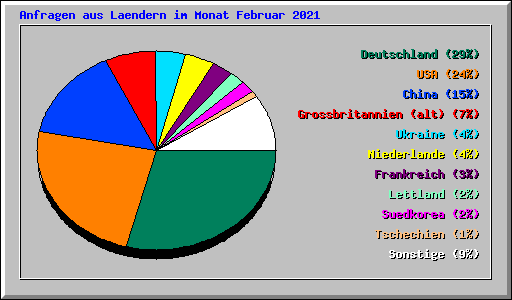 Anfragen aus Laendern im Monat Februar 2021
Deutschland (29%)
USA (24%)
China (15%)
Grossbritannien (alt) (7%)
Ukraine (4%)
Niederlande (4%)
Frankreich (3%)
Lettland (2%)
Suedkorea (2%)
Tschechien (1%)
Sonstige (9%)